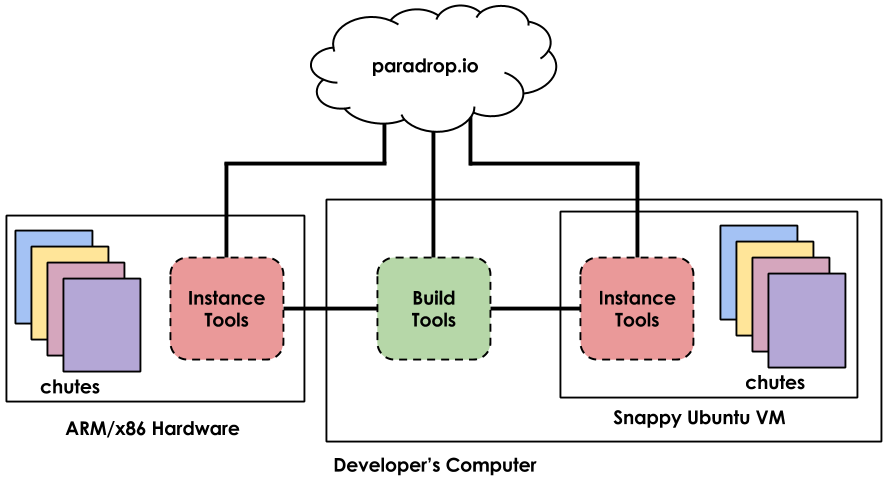 paradrop.io
Instance
Tools
Build
Tools
Instance
Tools
chutes
chutes
ARM/x86 Hardware
Snappy Ubuntu VM
Developer's Computer